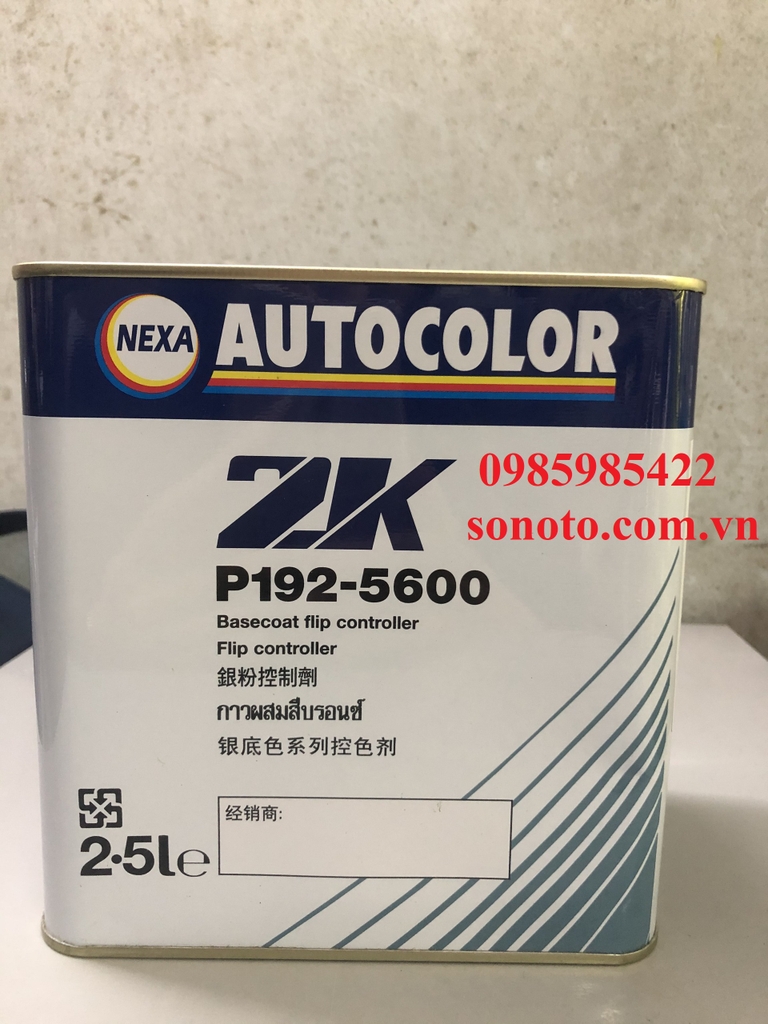 NEXA AUTOCOLOR
2K
0985985422
sonoto.com.vn
P192-5600
Basecoat flip controller
Flip controller
銀粉控制劑
กาวผสมสีบรอนซ์
银底色系列控色剂
经销商:
2·5l℮